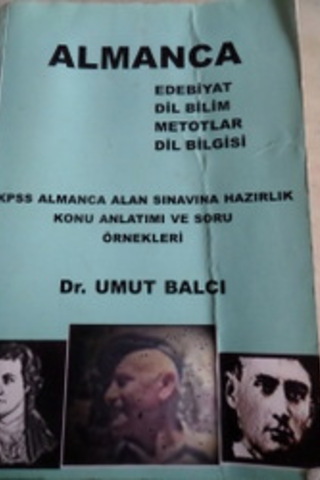 ALMANCA
EDEBİYAT
DİL BİLİM
METOTLAR
DİL BİLGİSİ
KPSS ALMANCA ALAN SINAVINA HAZIRLIK
KONU ANLATIMI VE SORU
ÖRNEKLERİ
Dr. UMUT BALCI